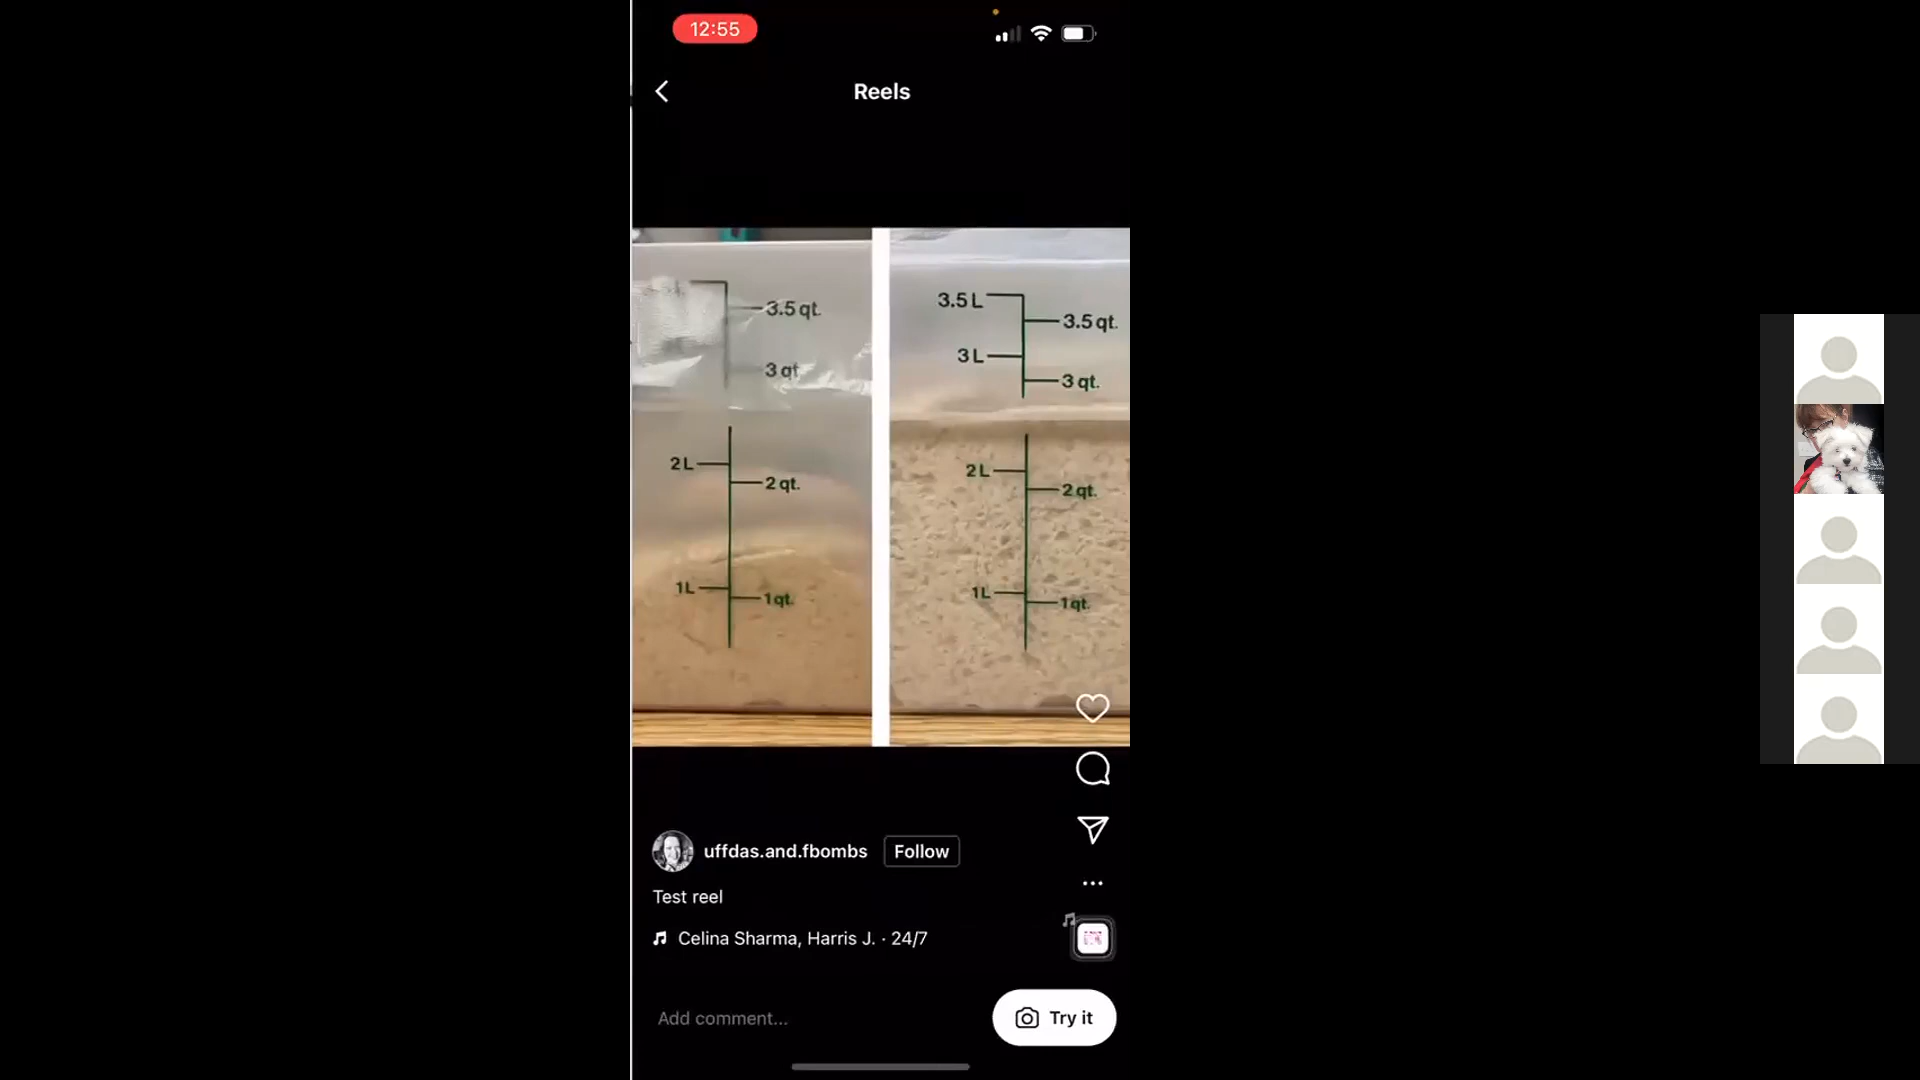 12:55
Reels
3.5 qt.
3 qt
2 L
2 qt.
1 L
1 qt.
3.5 L
3.5 qt.
3 L
3 qt.
2 L
2 qt.
1 L
1 qt.
uffdas.and.fbombs
Follow
Test reel
Celina Sharma, Harris J. · 24/7
Add comment...
Try it